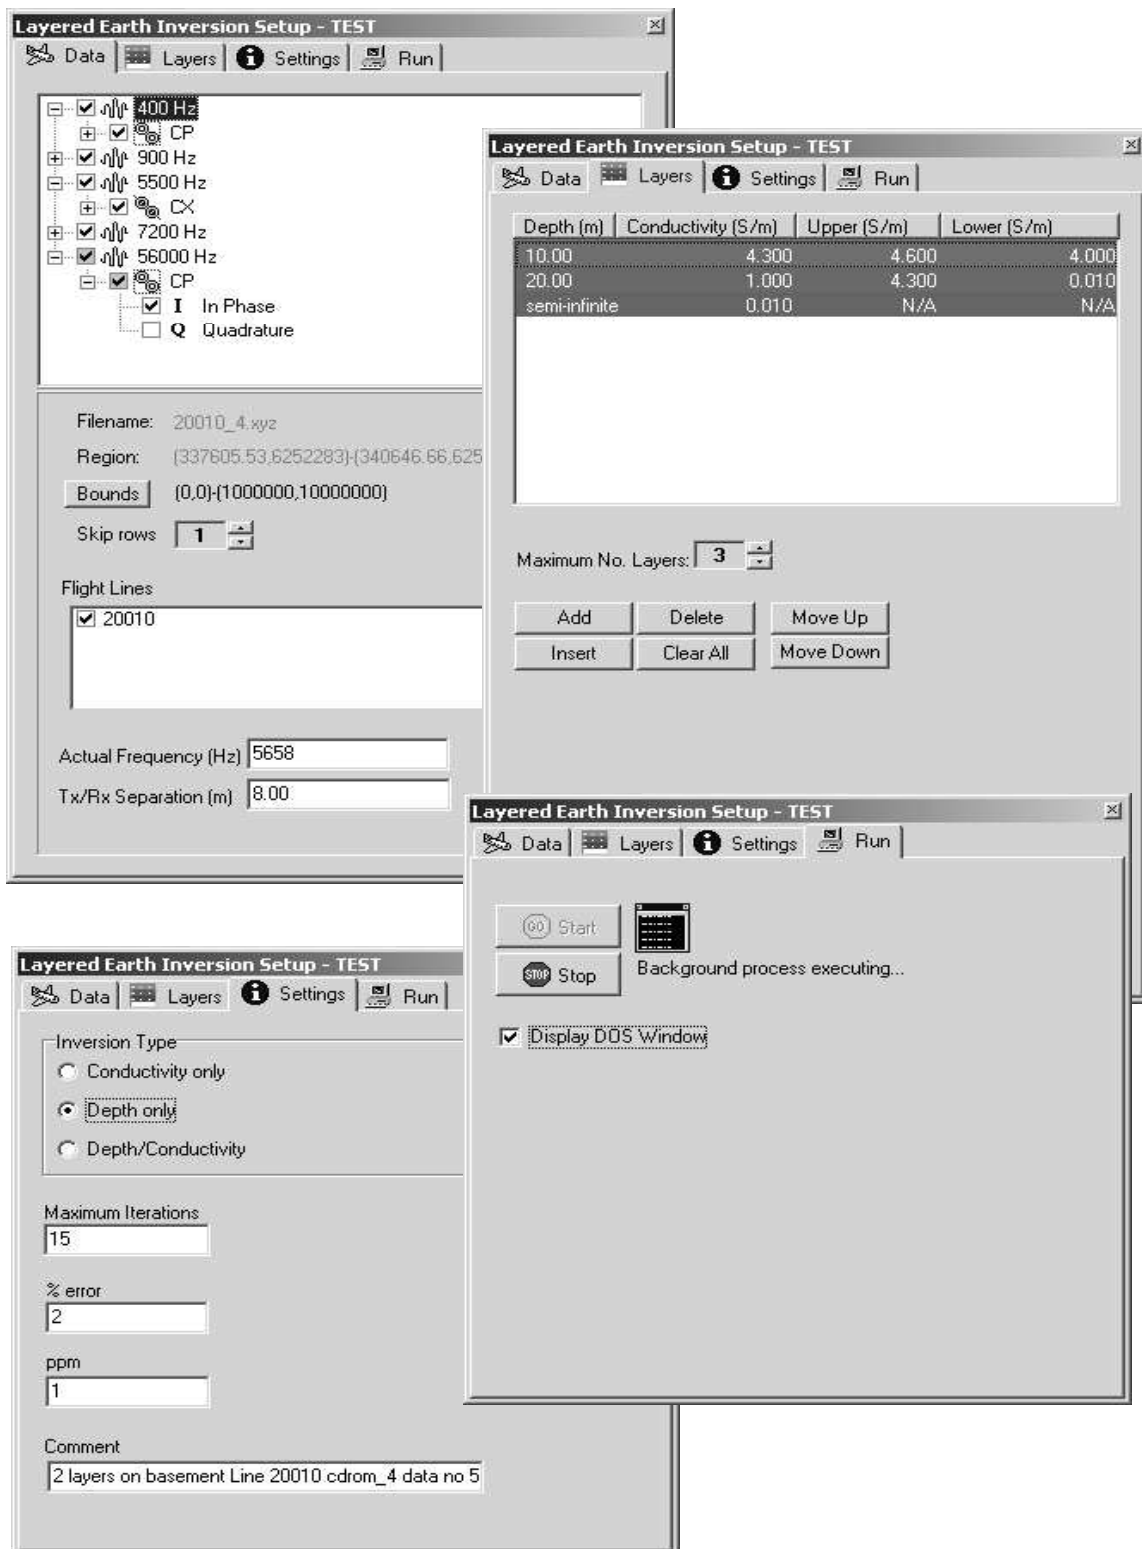 Layered Earth Inversion Setup - TEST
Data Layers Settings Run
400 Hz
CP
900 Hz
5500 Hz
CX
7200 Hz
56000 Hz
CP
I In Phase
Q Quadrature
Filename: 20010_4.xyz
Region: (337605.53,6252283)-(340646.66,625
Bounds (0,0)-(1000000,10000000)
Skip rows 1
Flight Lines
20010
Actual Frequency (Hz) 5658
Tx/Rx Separation (m) 8.00
Layered Earth Inversion Setup - TEST
Data Layers Settings Run
Depth (m) Conductivity (S/m) Upper (S/m) Lower (S/m)
10.00 4.300 4.600 4.000
20.00 1.000 4.300 0.010
semi-infinite 0.010 N/A N/A
Maximum No. Layers: 3
Add Delete Move Up
Insert Clear All Move Down
Layered Earth Inversion Setup - TEST
Data Layers Settings Run
GO Start
STOP Stop
Background process executing...
Display DOS Window
Layered Earth Inversion Setup - TEST
Data Layers Settings Run
Inversion Type
Conductivity only
Depth only
Depth/Conductivity
Maximum Iterations
15
% error
2
ppm
1
Comment
2 layers on basement Line 20010 cdrom_4 data no 5